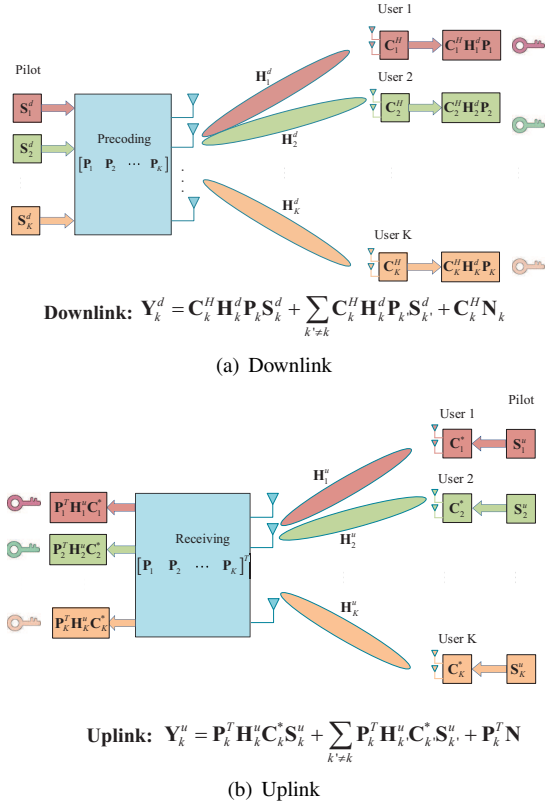 User 1
Pilot
S_1^d
C_1^H
C_1^H H_1^d P_1
H_1^d
User 2
Precoding
S_2^d
C_2^H
C_2^H H_2^d P_2
[P_1 P_2 ⋯ P_K]
H_2^d
H_K^d
S_K^d
User K
C_K^H
C_K^H H_K^d P_K
Downlink: Y_k^d = C_k^H H_k^d P_k S_k^d + ∑_{k'≠k} C_k^H H_k^d P_{k'} S_{k'}^d + C_k^H N_k
(a) Downlink
User 1 Pilot
C_1^*
S_1^u
H_1^u
User 2
P_1^T H_1^u C_1^*
C_2^*
S_2^u
Receiving
P_2^T H_2^u C_2^*
H_2^u
[P_1 P_2 ⋯ P_K]^T
H_K^u
P_K^T H_K^u C_K^*
User K
C_K^*
S_K^u
Uplink: Y_k^u = P_k^T H_k^u C_k^* S_k^u + ∑_{k'≠k} P_k^T H_{k'}^u C_{k'}^* S_{k'}^u + P_k^T N
(b) Uplink